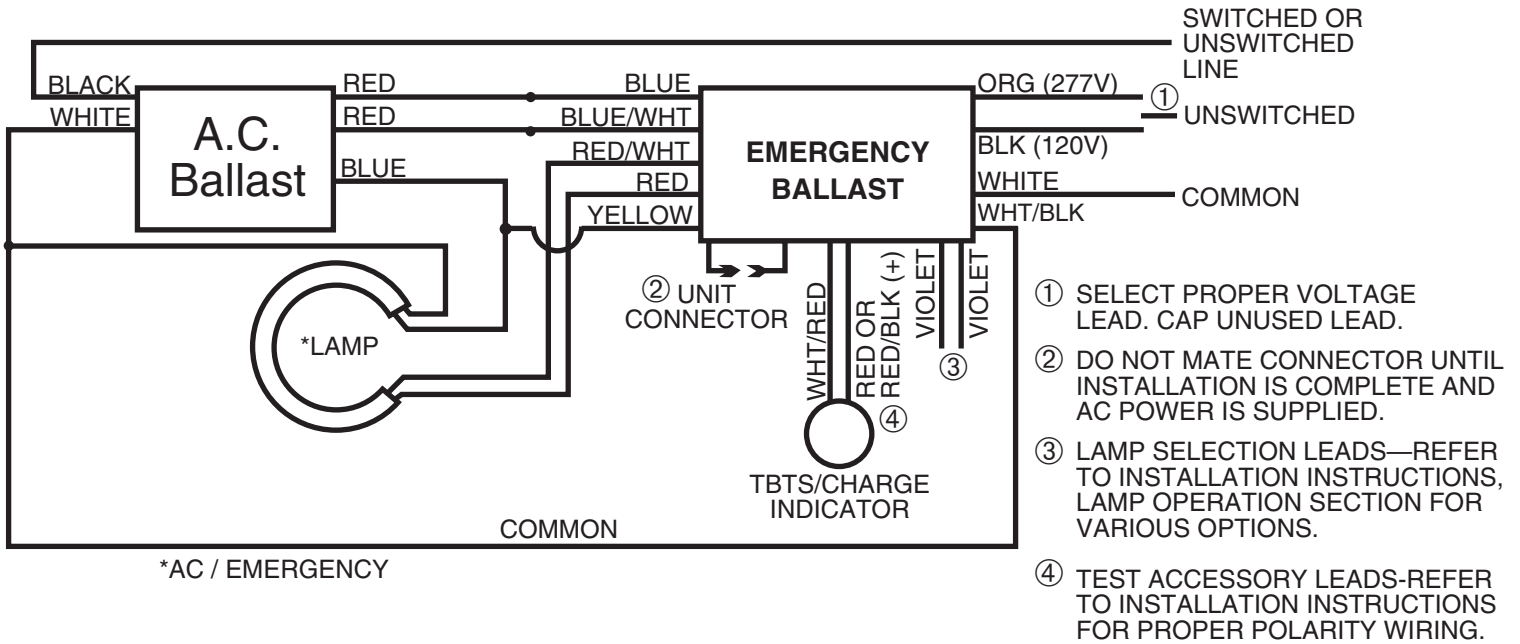 SWITCHED OR
UNSWITCHED
LINE
BLACK
RED
BLUE
ORG (277V)
①
WHITE
RED
BLUE/WHT
UNSWITCHED
A.C.
Ballast
RED/WHT
EMERGENCY
BALLAST
BLK (120V)
BLUE
RED
WHITE
COMMON
YELLOW
WHT/BLK
② UNIT
CONNECTOR
WHT/RED
RED OR
RED/BLK (+)
VIOLET
VIOLET
*LAMP
③
④
TBTS/CHARGE
INDICATOR
COMMON
*AC / EMERGENCY
① SELECT PROPER VOLTAGE
LEAD. CAP UNUSED LEAD.
② DO NOT MATE CONNECTOR UNTIL
INSTALLATION IS COMPLETE AND
AC POWER IS SUPPLIED.
③ LAMP SELECTION LEADS—REFER
TO INSTALLATION INSTRUCTIONS,
LAMP OPERATION SECTION FOR
VARIOUS OPTIONS.
④ TEST ACCESSORY LEADS-REFER
TO INSTALLATION INSTRUCTIONS
FOR PROPER POLARITY WIRING.